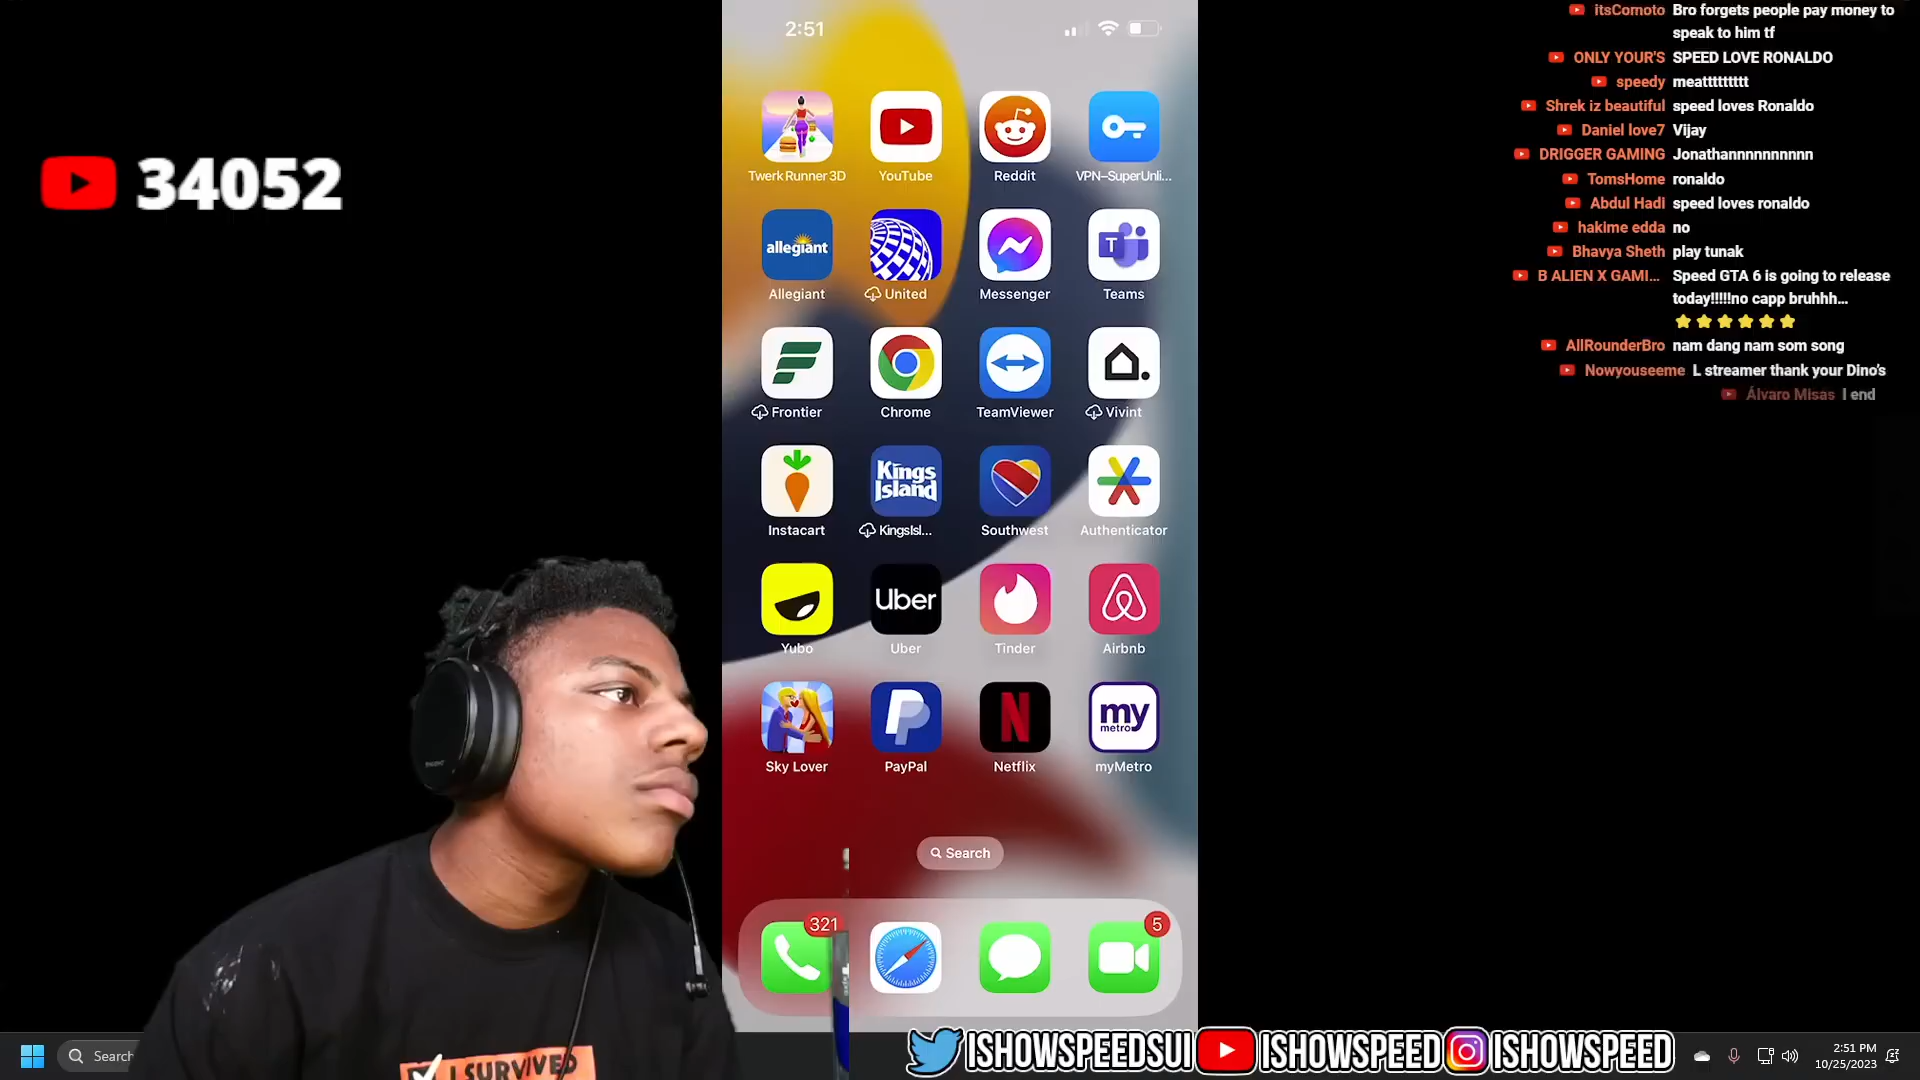 34052
2:51
Twerk Runner 3D
YouTube
Reddit
VPN–SuperUnli...
allegiant
Allegiant
United
Messenger
T
Teams
Frontier
Chrome
TeamViewer
Vivint
Kings
Island
Instacart
KingsIsl...
Southwest
Authenticator
Uber
Yubo
Uber
Tinder
Airbnb
my
metro
Sky Lover
PayPal
Netflix
myMetro
Search
321
5
itsComoto Bro forgets people pay money to
speak to him tf
ONLY YOUR'S SPEED LOVE RONALDO
speedy meattttttttt
Shrek iz beautiful speed loves Ronaldo
Daniel love7 Vijay
DRIGGER GAMING Jonathannnnnnnnnn
TomsHome ronaldo
Abdul Hadi speed loves ronaldo
hakime edda no
Bhavya Sheth play tunak
B ALIEN X GAMI... Speed GTA 6 is going to release
today!!!!!no capp bruhhh...
AllRounderBro nam dang nam som song
Nowyouseeme L streamer thank your Dino's
Álvaro Misas I end
I SURVIVED
Search
ISHOWSPEEDSUI ISHOWSPEED ISHOWSPEED
2:51 PM
10/25/2023